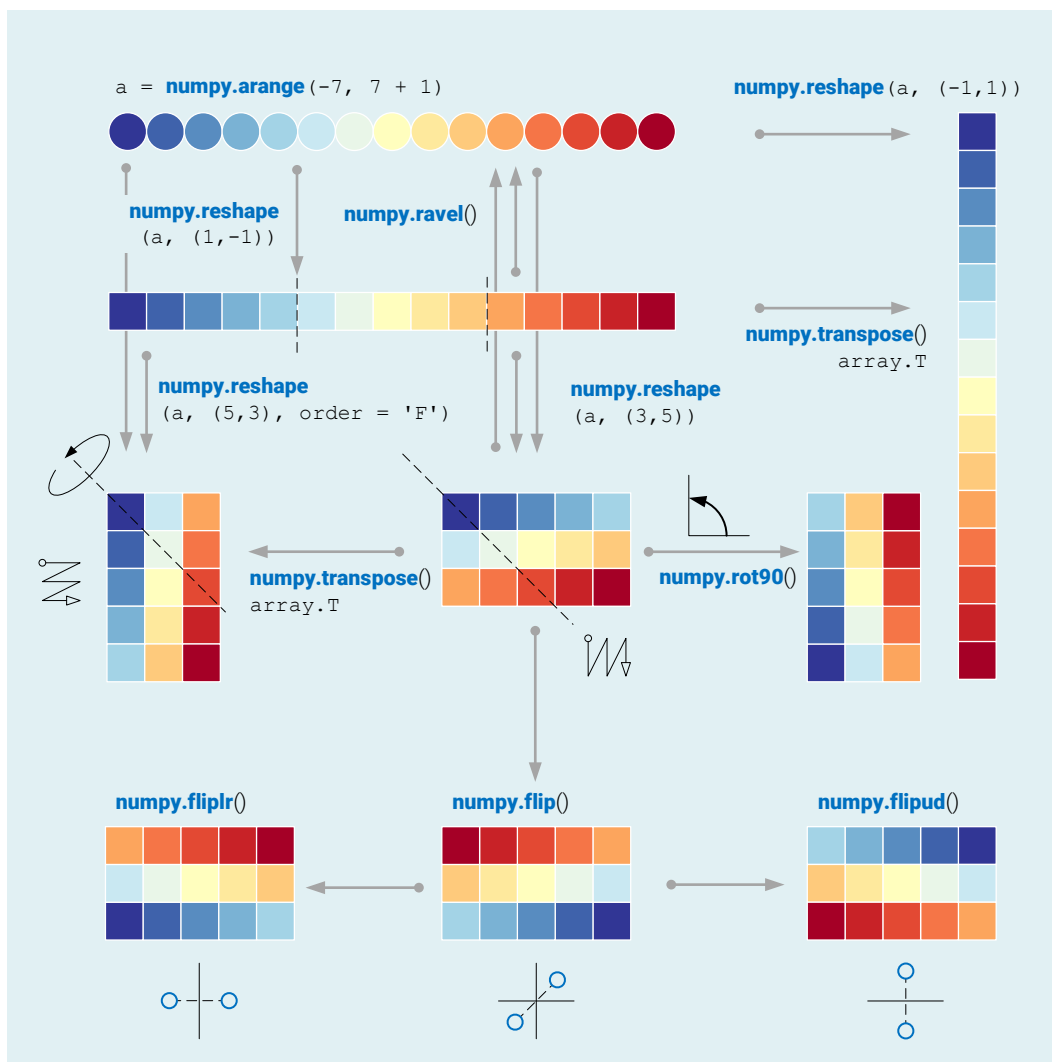 a = numpy.arange(-7, 7 + 1)
numpy.reshape(a, (-1,1))
numpy.reshape
(a, (1,-1))
numpy.ravel()
numpy.transpose()
array.T
numpy.reshape
(a, (5,3), order = 'F')
numpy.reshape
(a, (3,5))
numpy.transpose()
array.T
numpy.rot90()
numpy.fliplr()
numpy.flip()
numpy.flipud()